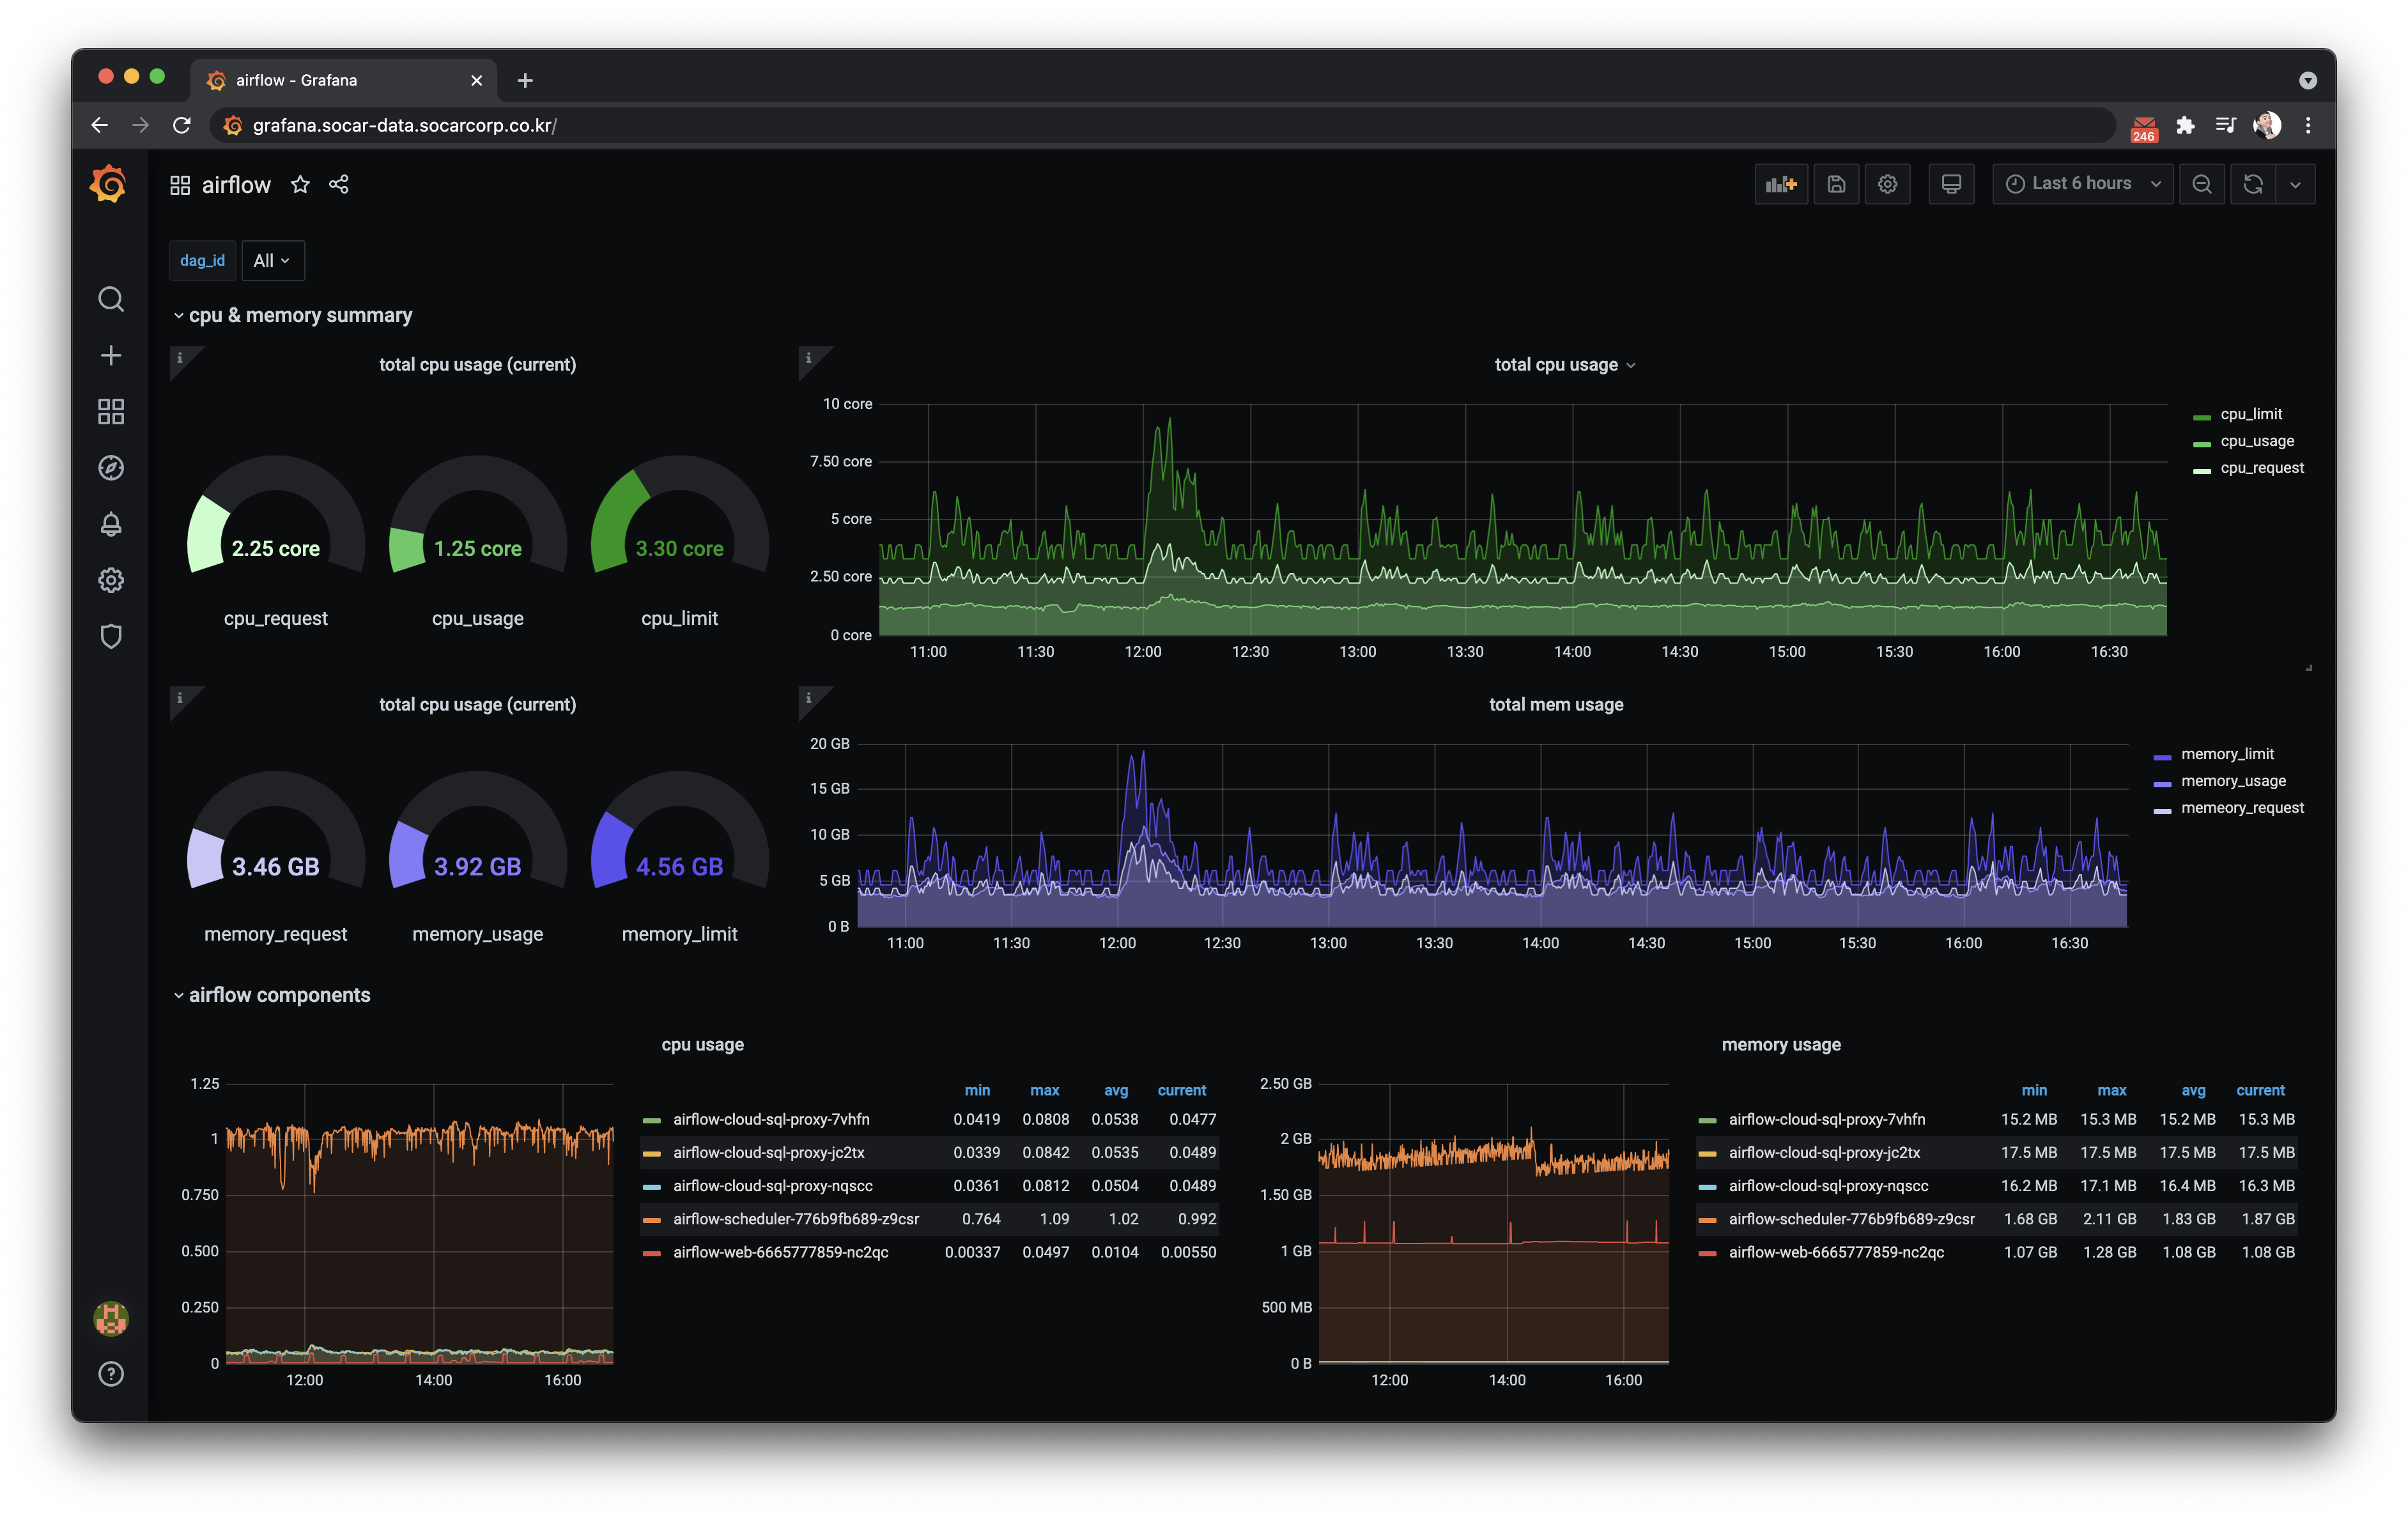 airflow - Grafana
grafana.socar-data.socarcorp.co.kr/
246
airflow
Last 6 hours
dag_id All
cpu & memory summary
total cpu usage (current)
2.25 core 1.25 core 3.30 core
cpu_request cpu_usage cpu_limit
total cpu usage
10 core
7.50 core
5 core
2.50 core
0 core
11:00 11:30 12:00 12:30 13:00 13:30 14:00 14:30 15:00 15:30 16:00 16:30
cpu_limit
cpu_usage
cpu_request
total cpu usage (current)
3.46 GB 3.92 GB 4.56 GB
memory_request memory_usage memory_limit
total mem usage
20 GB
15 GB
10 GB
5 GB
0 B
11:00 11:30 12:00 12:30 13:00 13:30 14:00 14:30 15:00 15:30 16:00 16:30
memory_limit
memory_usage
memeory_request
airflow components
cpu usage
1.25
1
0.750
0.500
0.250
0
12:00 14:00 16:00
min max avg current
airflow-cloud-sql-proxy-7vhfn 0.0419 0.0808 0.0538 0.0477
airflow-cloud-sql-proxy-jc2tx 0.0339 0.0842 0.0535 0.0489
airflow-cloud-sql-proxy-nqscc 0.0361 0.0812 0.0504 0.0489
airflow-scheduler-776b9fb689-z9csr 0.764 1.09 1.02 0.992
airflow-web-6665777859-nc2qc 0.00337 0.0497 0.0104 0.00550
memory usage
2.50 GB
2 GB
1.50 GB
1 GB
500 MB
0 B
12:00 14:00 16:00
min max avg current
airflow-cloud-sql-proxy-7vhfn 15.2 MB 15.3 MB 15.2 MB 15.3 MB
airflow-cloud-sql-proxy-jc2tx 17.5 MB 17.5 MB 17.5 MB 17.5 MB
airflow-cloud-sql-proxy-nqscc 16.2 MB 17.1 MB 16.4 MB 16.3 MB
airflow-scheduler-776b9fb689-z9csr 1.68 GB 2.11 GB 1.83 GB 1.87 GB
airflow-web-6665777859-nc2qc 1.07 GB 1.28 GB 1.08 GB 1.08 GB